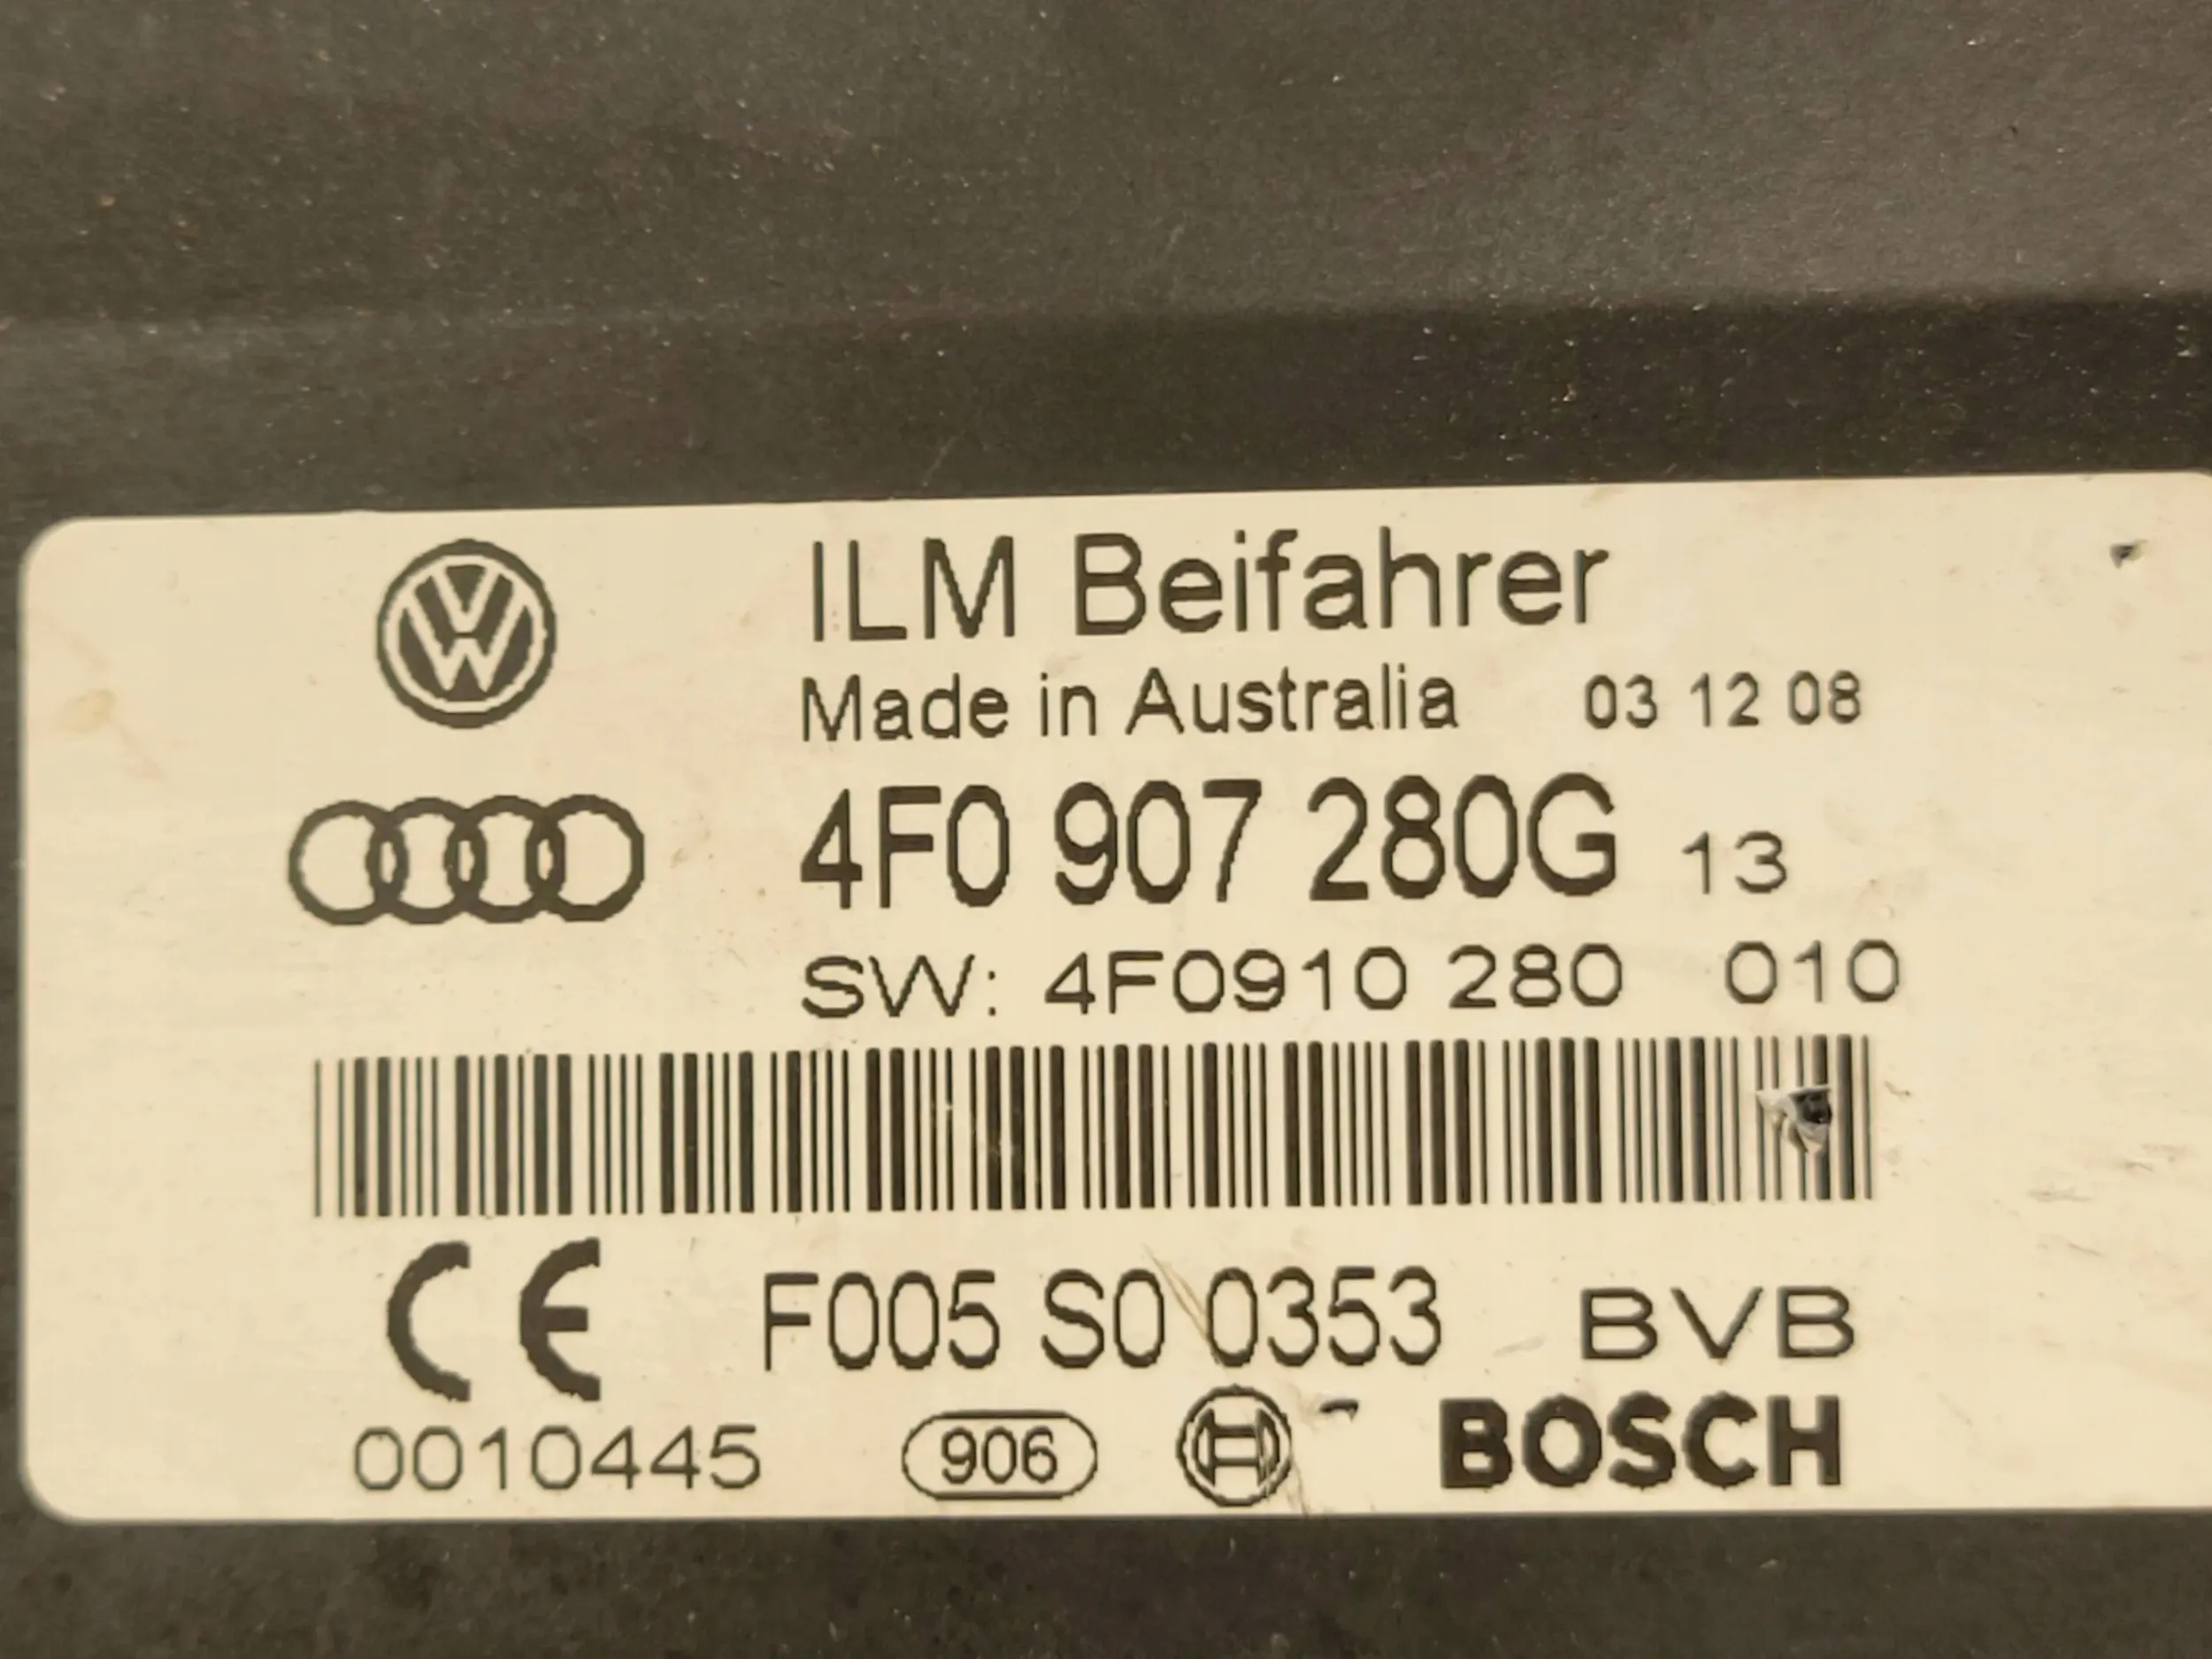 ILM Beifahrer
Made in Australia 03 12 08
4F0 907 280G 13
SW: 4F0910 280 010
CE F005 S0 0353 BVB
0010445 906 BOSCH